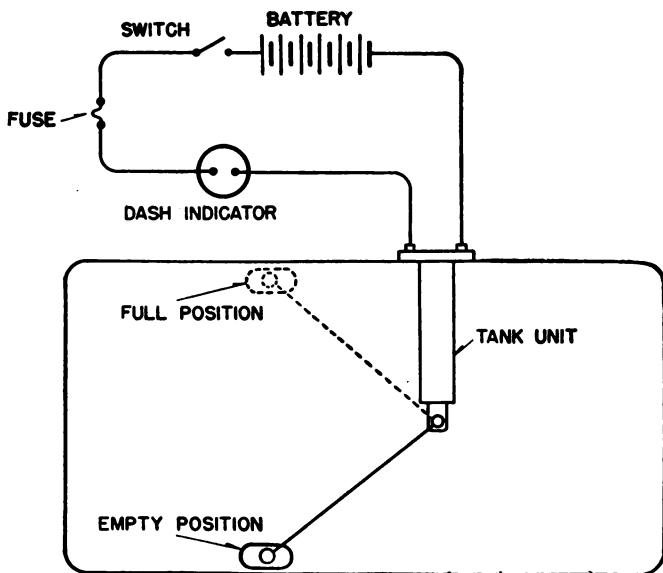 BATTERY
SWITCH
FUSE
DASH INDICATOR
FULL POSITION
TANK UNIT
EMPTY POSITION